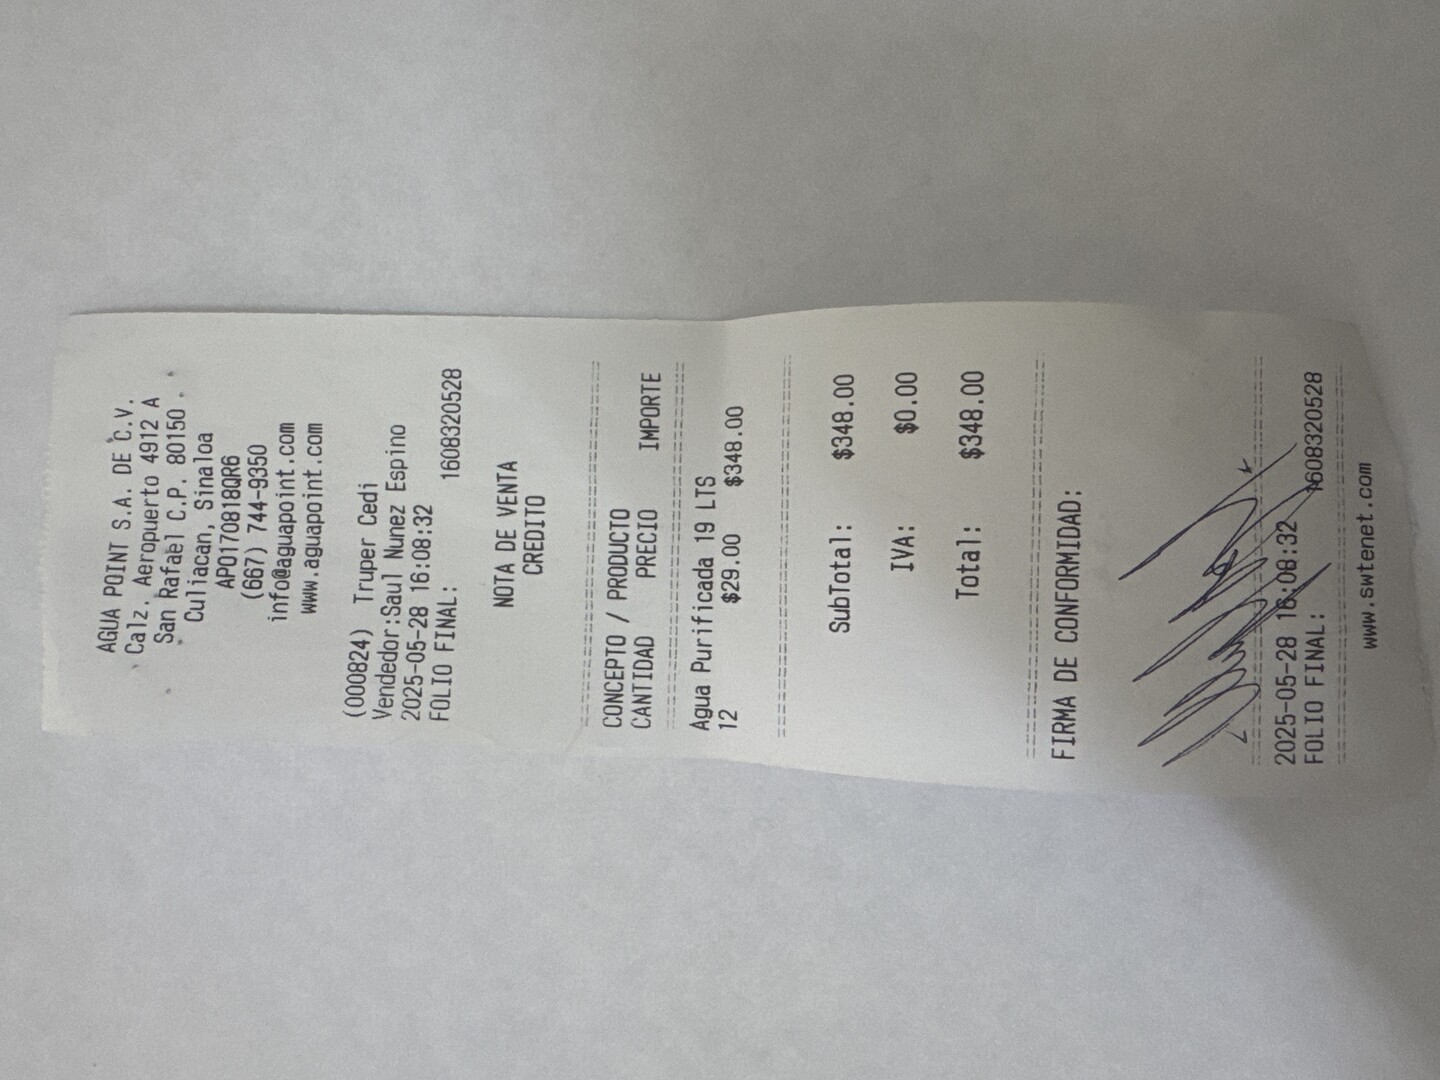 AGUA POINT S.A. DE C.V.
Calz. Aeropuerto 4912 A
San Rafael C.P. 80150 .
Culiacan, Sinaloa
APO170818QR6
(667) 744-9350
info@aguapoint.com
www.aguapoint.com
(000824) Truper Cedi
Vendedor:Saul Nunez Espino
2025-05-28 16:08:32
FOLIO FINAL: 1608320528
NOTA DE VENTA
CREDITO
CONCEPTO / PRODUCTO
CANTIDAD PRECIO IMPORTE
Agua Purificada 19 LTS
12 $29.00 $348.00
SubTotal: $348.00
IVA: $0.00
Total: $348.00
FIRMA DE CONFORMIDAD:
2025-05-28 16:08:32
FOLIO FINAL: 1608320528
www.swtenet.com